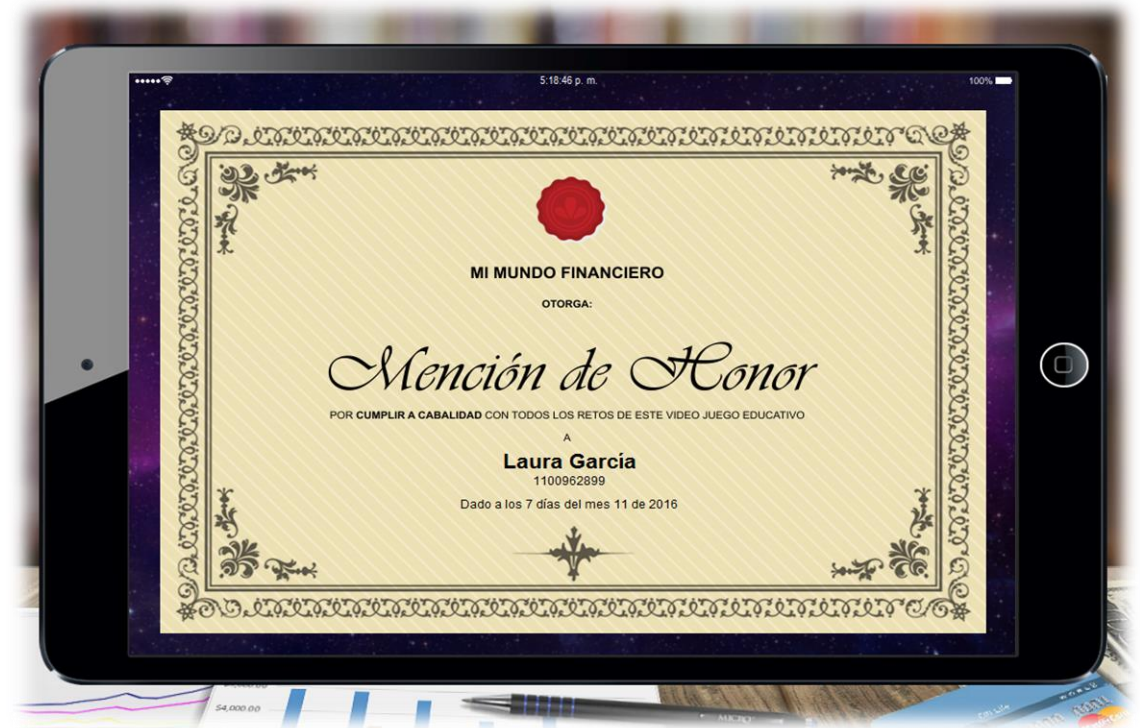 5:18:46 p. m.
100%
MI MUNDO FINANCIERO
OTORGA:
Mención de Honor
POR CUMPLIR A CABALIDAD CON TODOS LOS RETOS DE ESTE VIDEO JUEGO EDUCATIVO
A
Laura García
1100962899
Dado a los 7 días del mes 11 de 2016
$4,000.00
MICRO